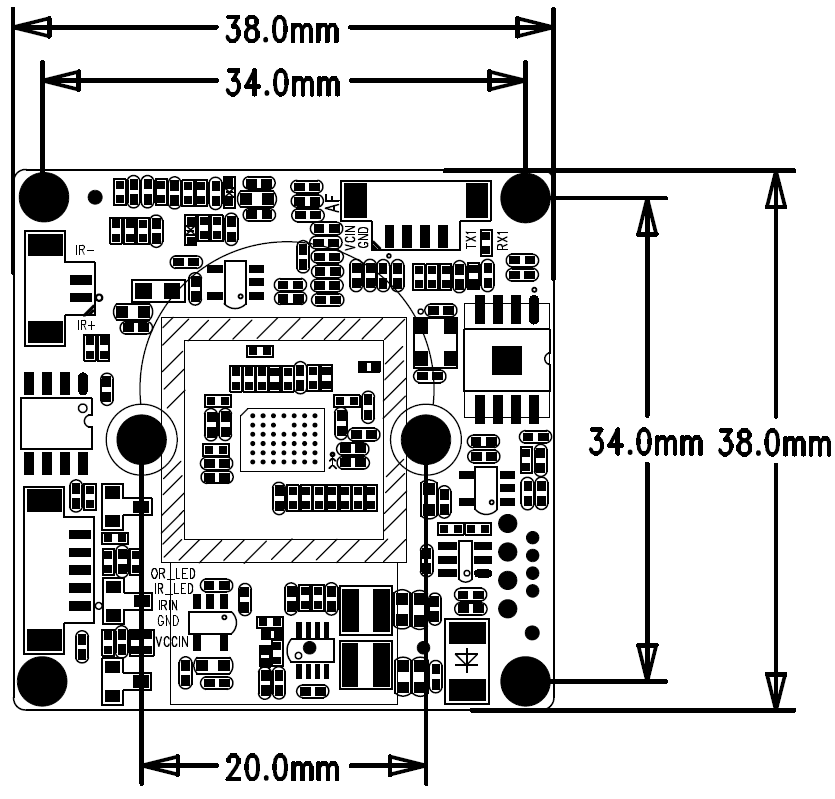 38.0mm
34.0mm
AF
VCIN
GND
TX1
RX1
IR-
IR+
34.0mm 38.0mm
OR_LED
IR_LED
IRIN
GND
VCCIN
20.0mm